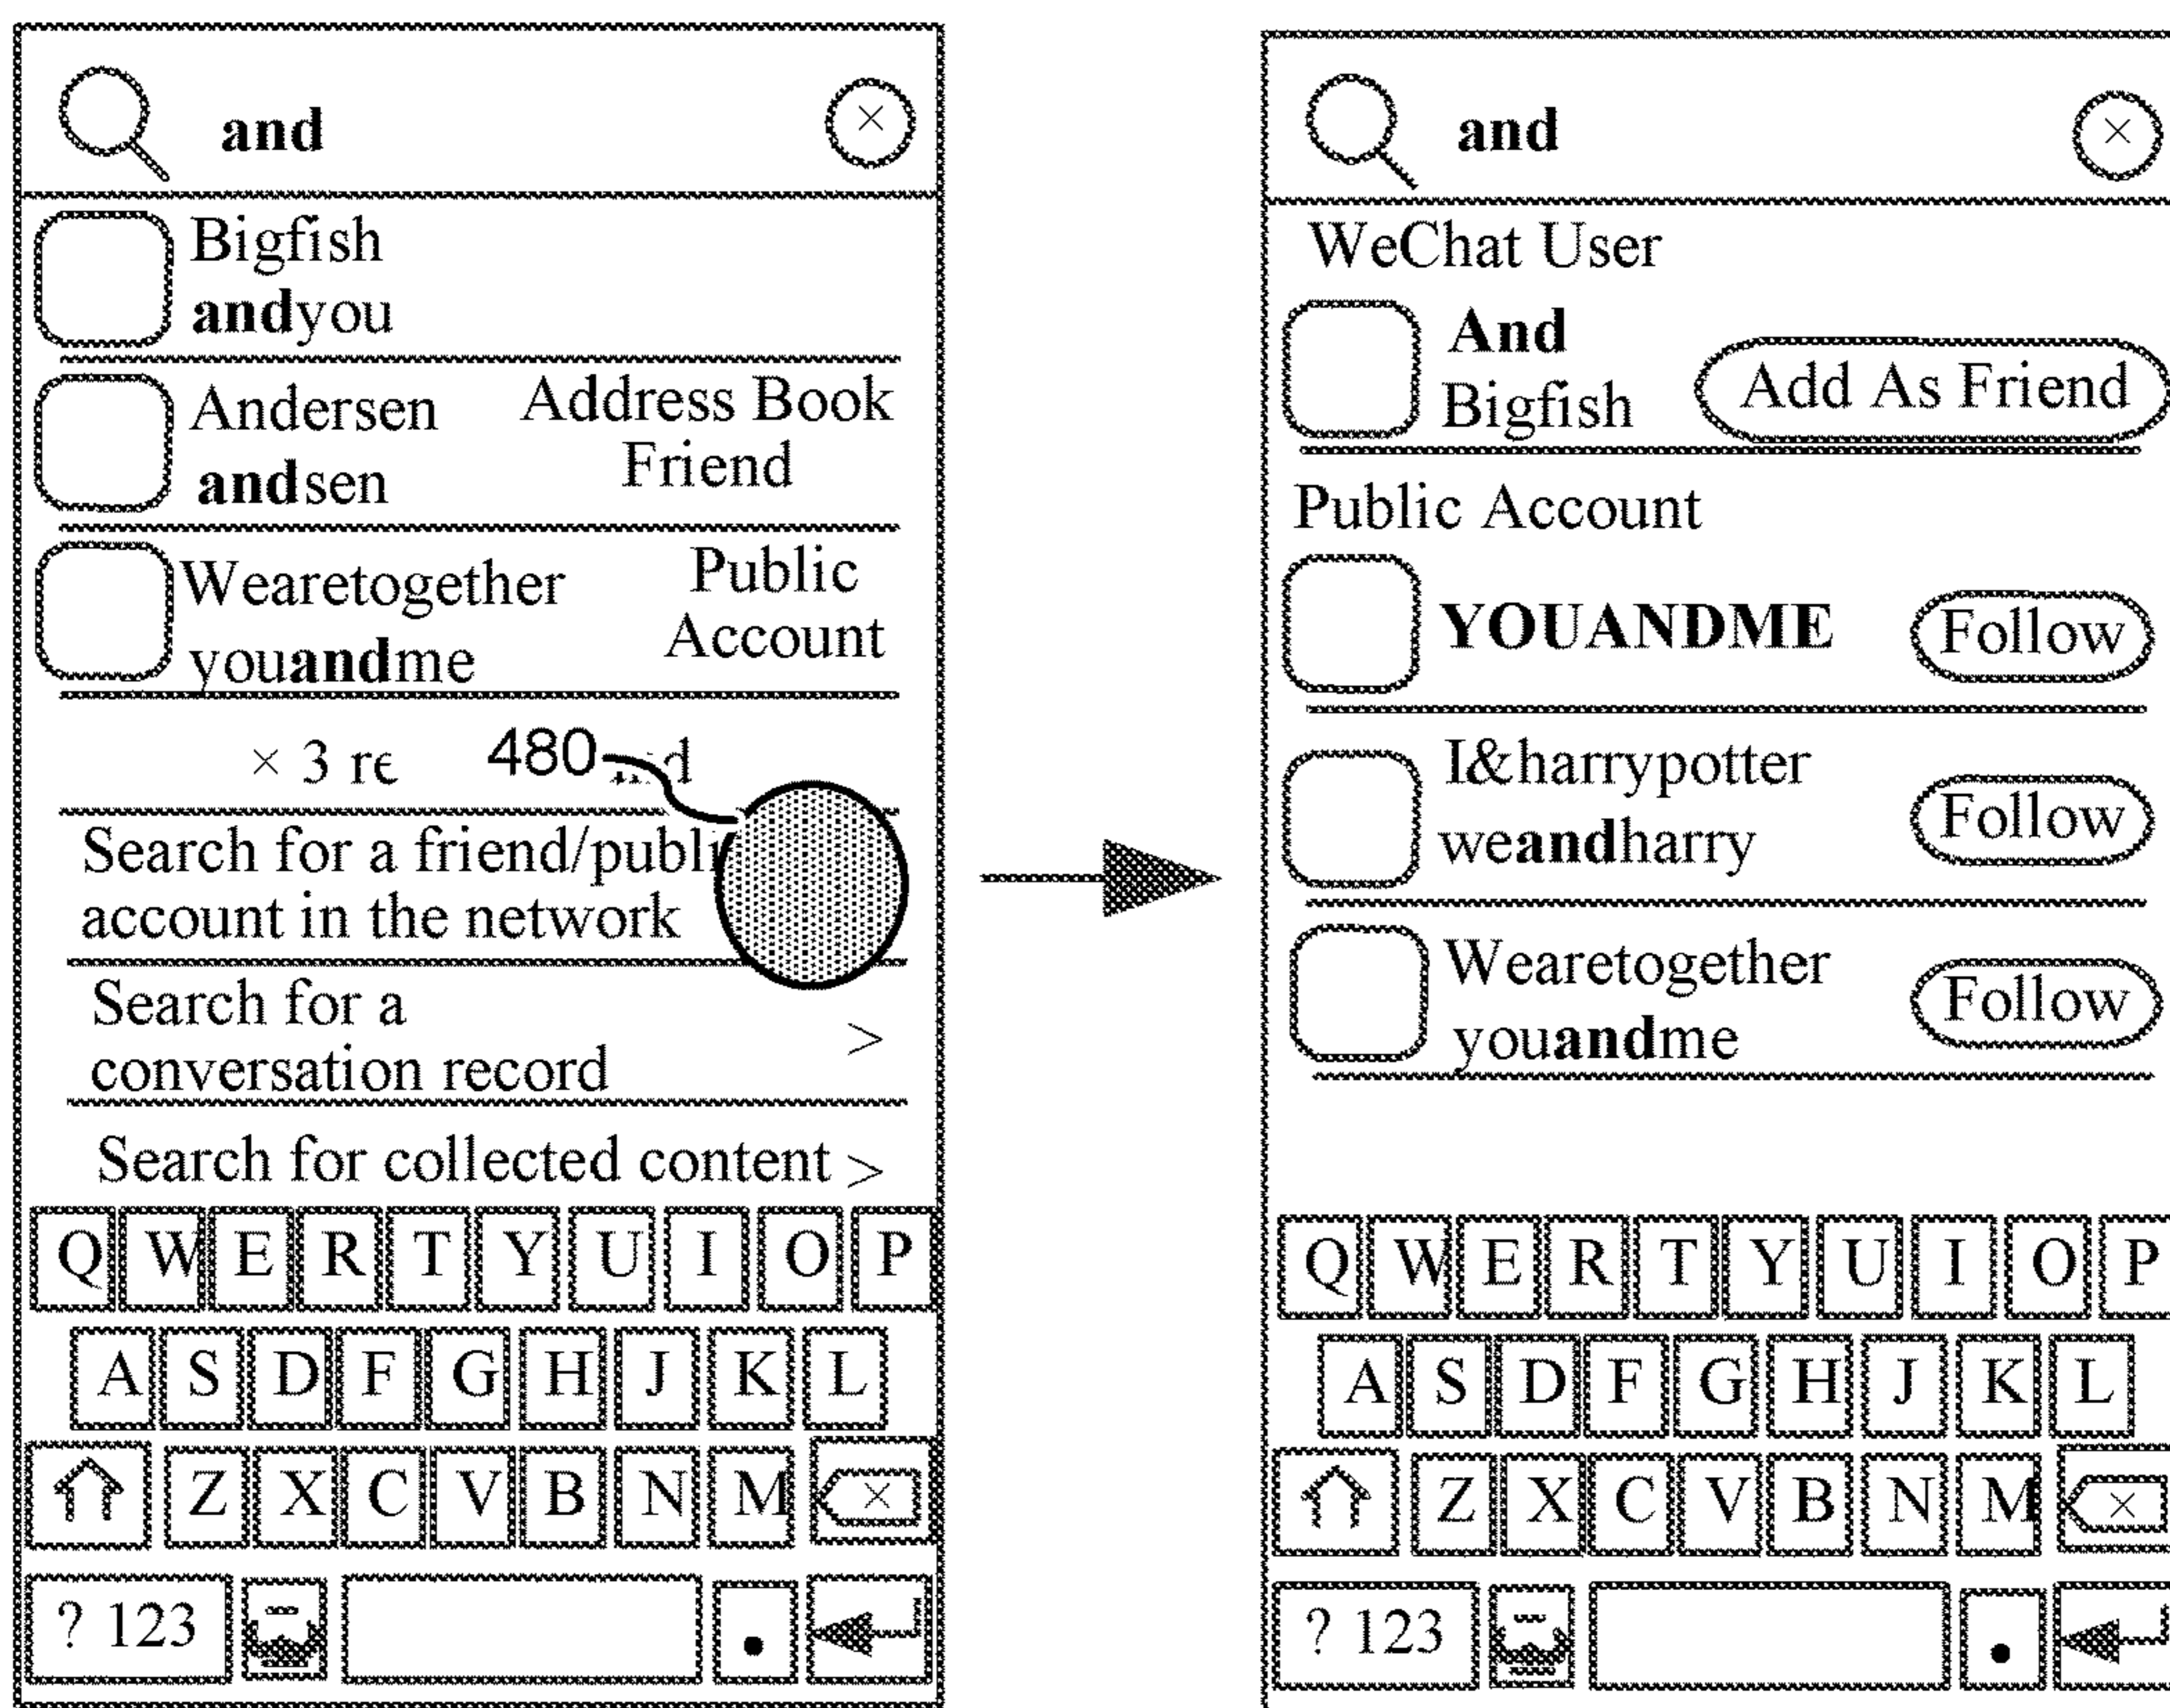 and
×
Bigfish
andyou
Andersen
andsen
Address Book
Friend
Wearetogether
youandme
Public
Account
× 3
480
Search for a friend/publi
account in the network
Search for a
conversation record >
Search for collected content >
Q W E R T Y U I O P
A S D F G H J K L
Z X C V B N M ×
? 123 .
and
×
WeChat User
And
Bigfish
Add As Friend
Public Account
YOUANDME
Follow
I&harrypotter
weandharry
Follow
Wearetogether
youandme
Follow
Q W E R T Y U I O P
A S D F G H J K L
Z X C V B N M ×
? 123 .